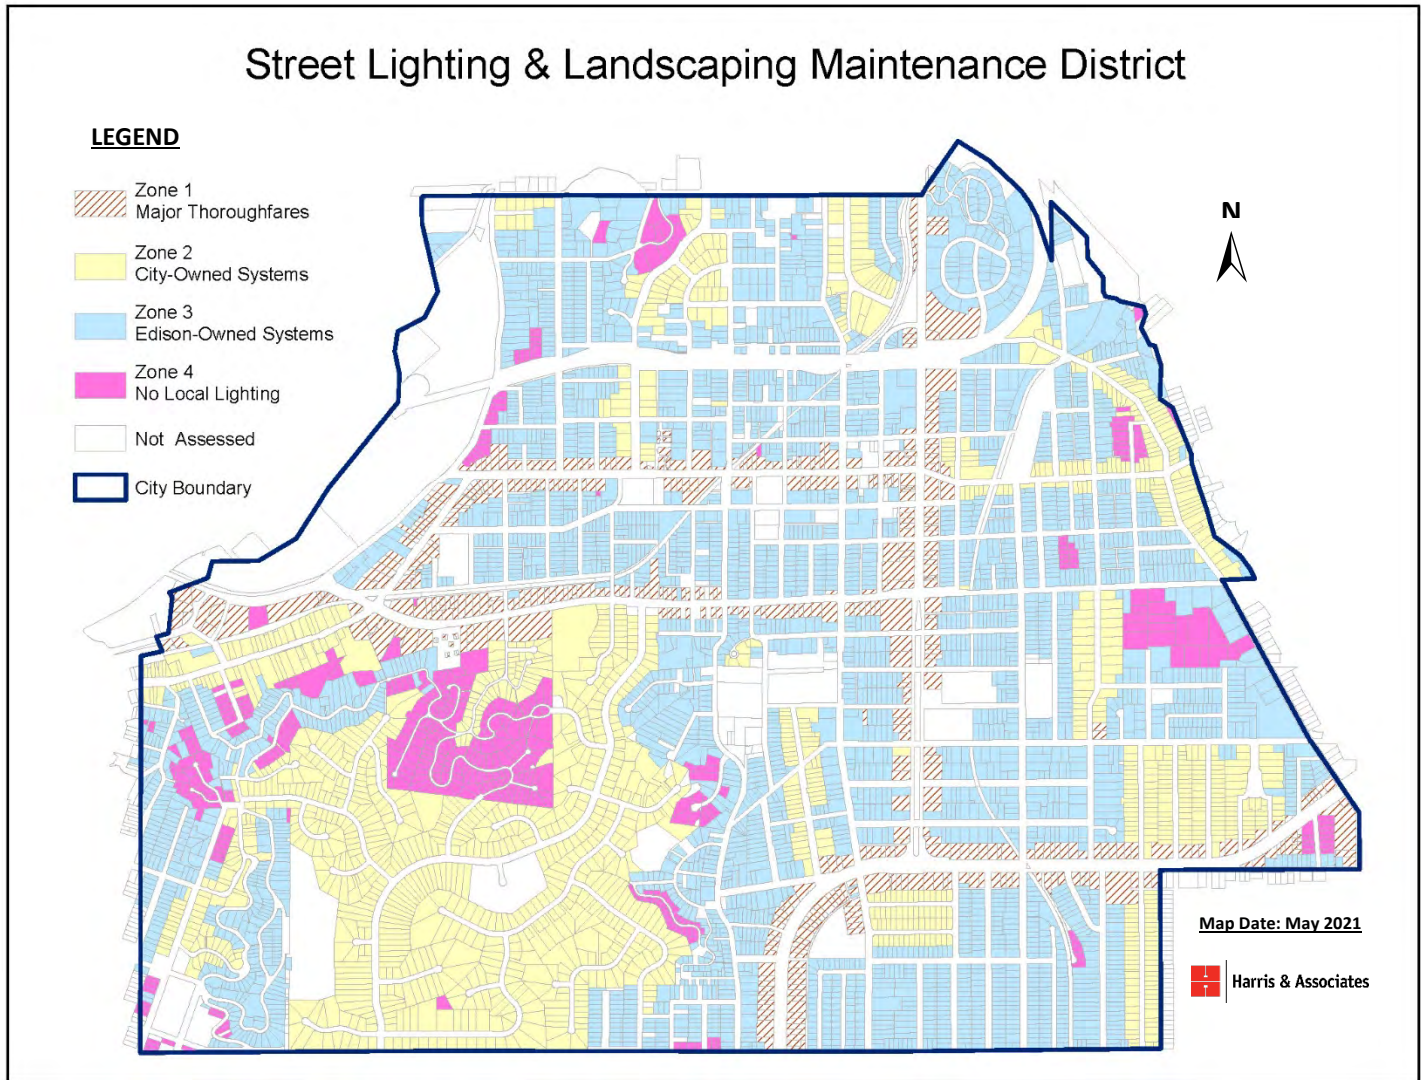 Street Lighting & Landscaping Maintenance District
LEGEND
Zone 1
Major Thoroughfares
Zone 2
City-Owned Systems
Zone 3
Edison-Owned Systems
Zone 4
No Local Lighting
Not Assessed
City Boundary
N
Map Date: May 2021
Harris & Associates